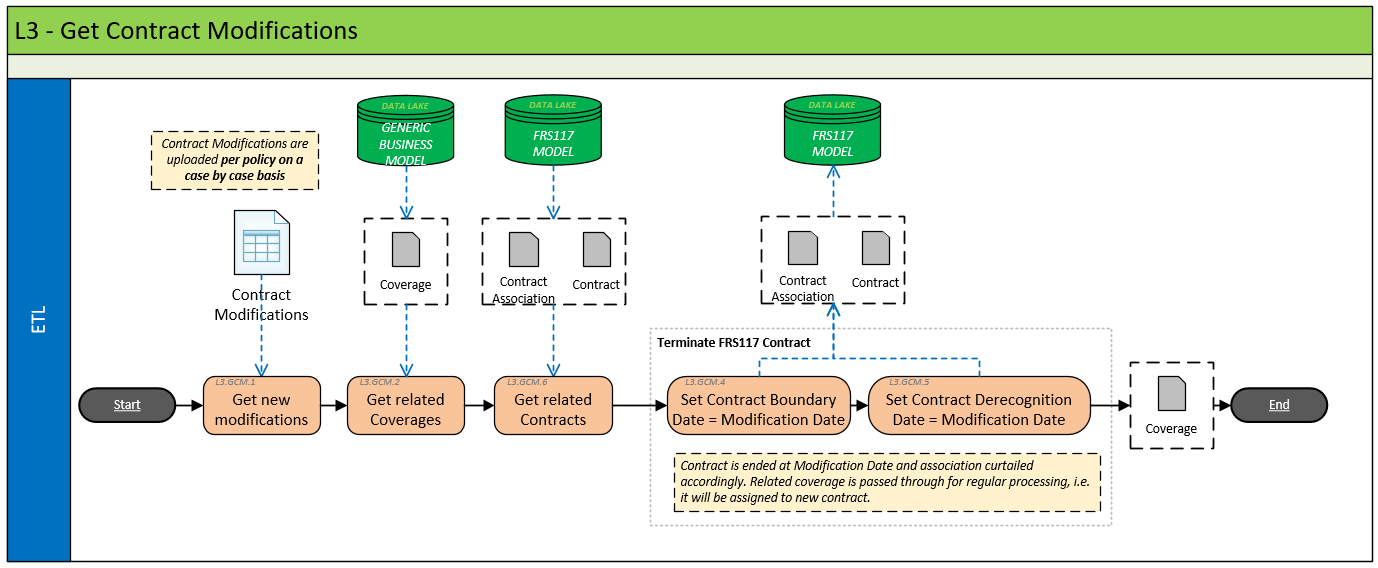 L3 - Get Contract Modifications
ETL
Contract Modifications are
uploaded per policy on a
case by case basis
DATA LAKE
GENERIC
BUSINESS
MODEL
DATA LAKE
FRS117
MODEL
DATA LAKE
FRS117
MODEL
Contract
Modifications
Coverage
Contract
Association
Contract
Contract
Association
Contract
Terminate FRS117 Contract
Start
L3.GCM.1
Get new
modifications
L3.GCM.2
Get related
Coverages
L3.GCM.6
Get related
Contracts
L3.GCM.4
Set Contract Boundary
Date = Modification Date
L3.GCM.5
Set Contract Derecognition
Date = Modification Date
Coverage
End
Contract is ended at Modification Date and association curtailed
accordingly. Related coverage is passed through for regular processing, i.e.
it will be assigned to new contract.